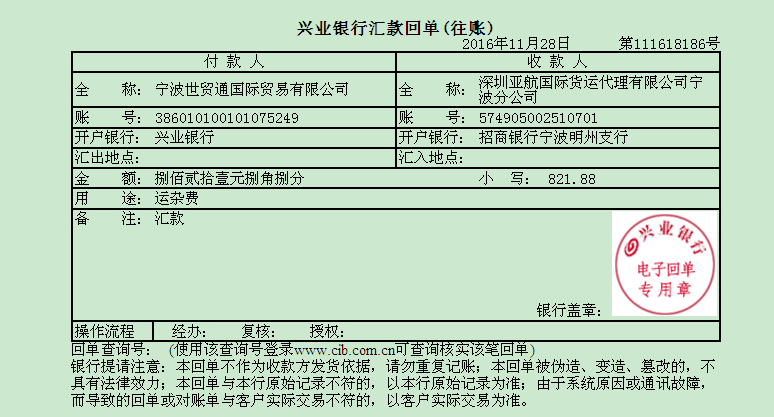 兴业银行汇款回单(往账)
2016年11月28日 第111618186号
付 款 人 收 款 人
全 称: 宁波世贸通国际贸易有限公司 全 称: 深圳亚航国际货运代理有限公司宁
波分公司
账 号: 386010100101075249 账 号: 574905002510701
开户银行: 兴业银行 开户银行: 招商银行宁波明州支行
汇出地点: 汇入地点:
金 额: 捌佰贰拾壹元捌角捌分 小 写: 821.88
用 途: 运杂费
备 注: 汇款
兴业银行
电子回单
专用章
银行盖章:
操作流程 经办: 复核: 授权:
回单查询号: (使用该查询号登录www.cib.com.cn可查询核实该笔回单)
银行提请注意: 本回单不作为收款方发货依据, 请勿重复记账; 本回单被伪造、变造、篡改的, 不
具有法律效力; 本回单与本行原始记录不符的, 以本行原始记录为准; 由于系统原因或通讯故障,
而导致的回单或对账单与客户实际交易不符的, 以客户实际交易为准。